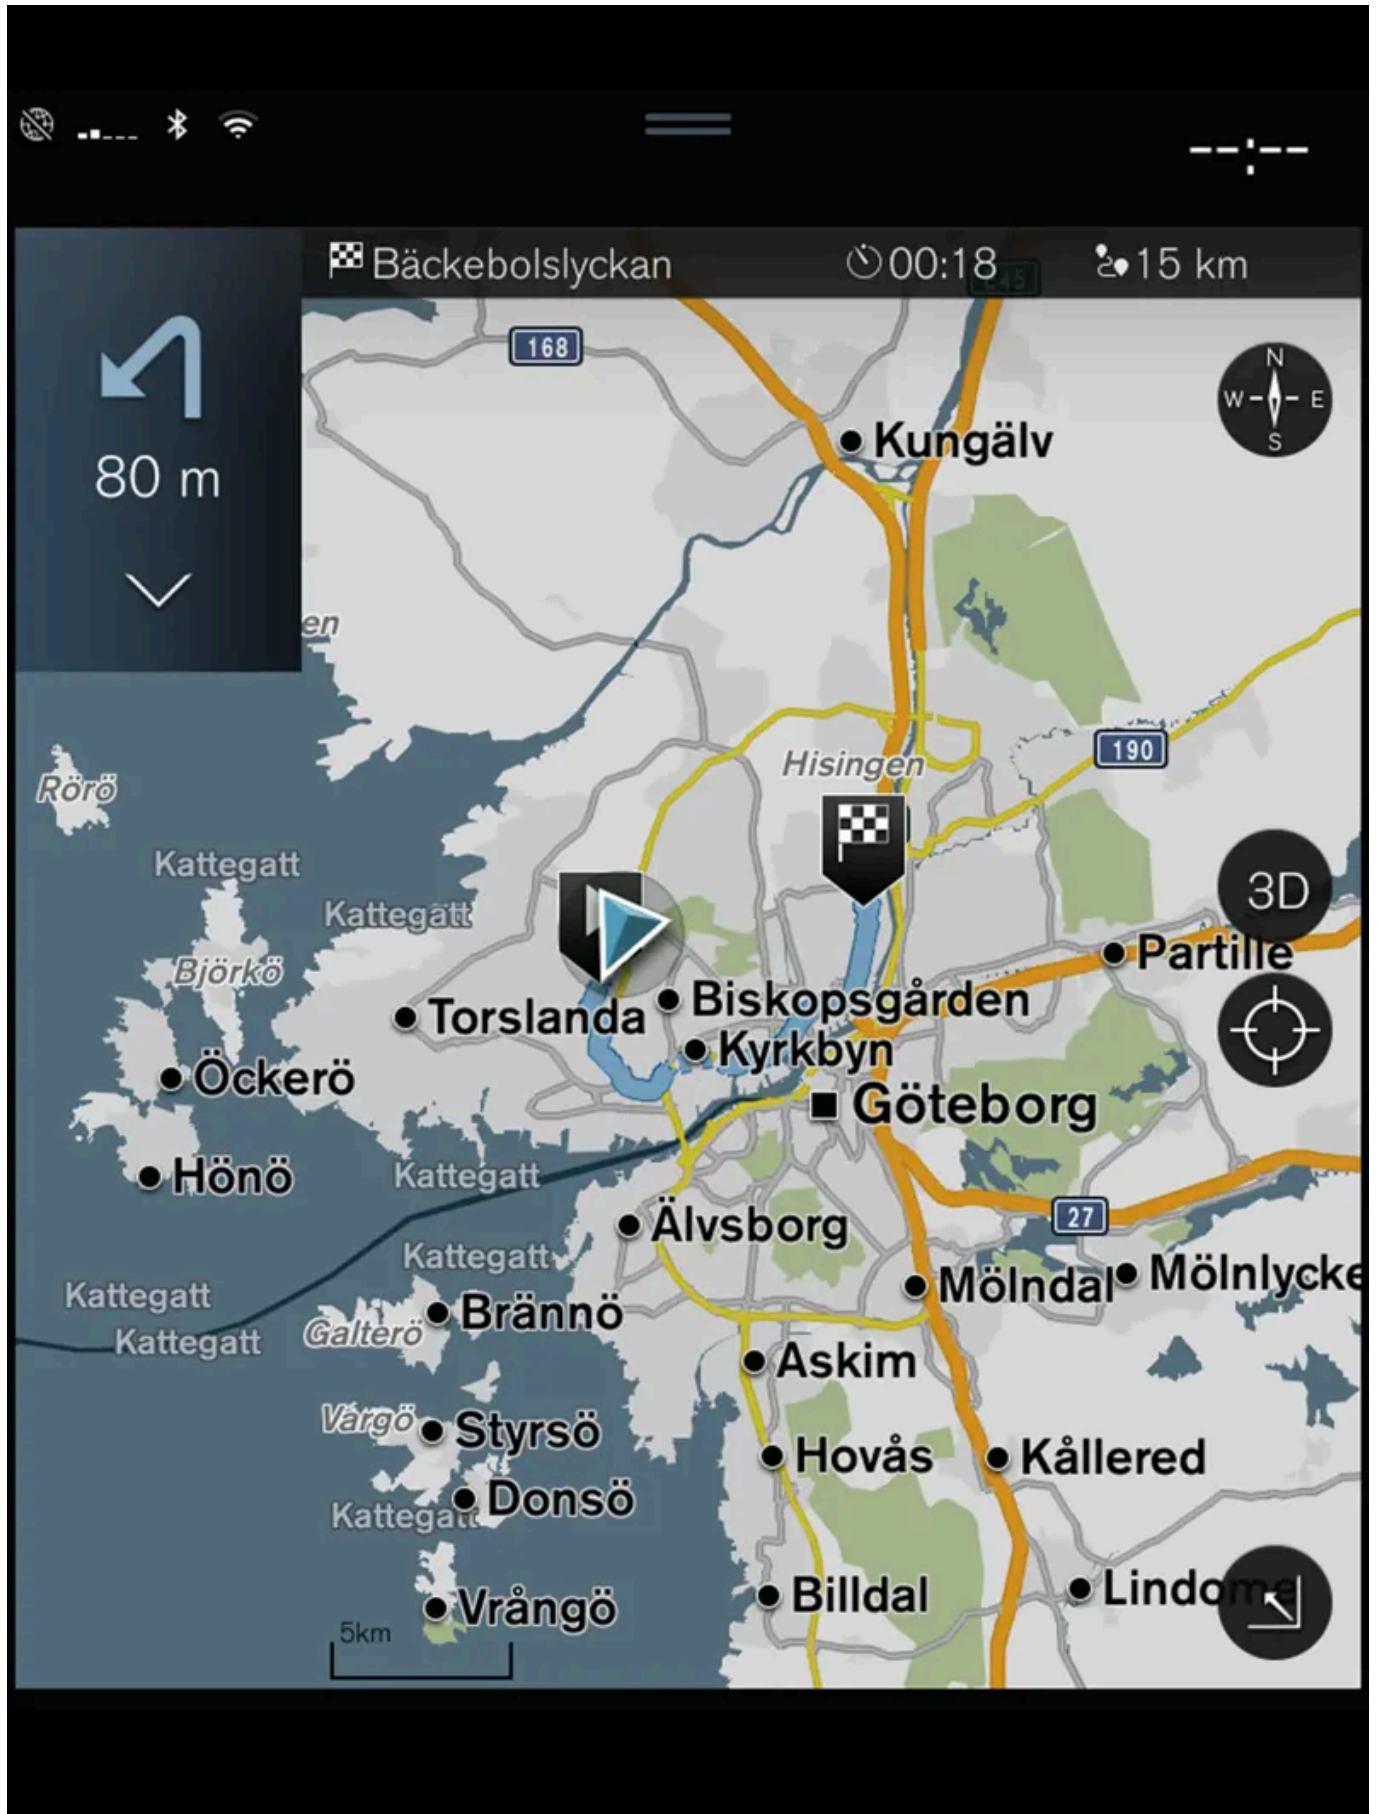 --:--
Bäckebolslyckan 00:18 15 km
E45
168
N
W E
S
Kungälv
80 m
en
190
Hisingen
Rörö
Kattegatt
Kattegatt
3D
Partille
Björkö
Biskopsgården
Torslanda
Kyrkbyn
Öckerö
Göteborg
Hönö
Kattegatt
27
Älvsborg
Kattegatt
Mölndal
Mölnlycke
Kattegatt
Brännö
Galterö
Kattegatt
Askim
Vargö
Styrsö
Hovås
Kållered
Donsö
Kattegatt
Billdal
Lindome
Vrångö
5km